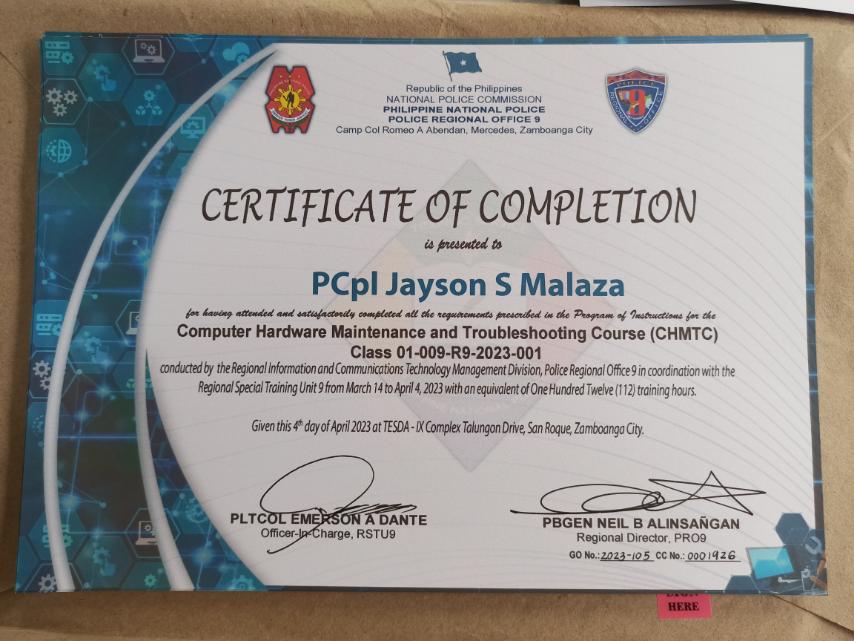 Republic of the Philippines
NATIONAL POLICE COMMISSION
PHILIPPINE NATIONAL POLICE
POLICE REGIONAL OFFICE 9
Camp Col Romeo A Abendan, Mercedes, Zamboanga City
CERTIFICATE OF COMPLETION
is presented to
PCpl Jayson S Malaza
for having attended and satisfactorily completed all the requirements prescribed in the Program of Instructions for the
Computer Hardware Maintenance and Troubleshooting Course (CHMTC)
Class 01-009-R9-2023-001
conducted by the Regional Information and Communications Technology Management Division, Police Regional Office 9 in coordination with the
Regional Special Training Unit 9 from March 14 to April 4, 2023 with an equivalent of One Hundred Twelve (112) training hours.
Given this 4th day of April 2023 at TESDA - IX Complex Talungon Drive, San Roque, Zamboanga City.
PLTCOL EMERSON A DANTE
Officer-In-Charge, RSTU9
PBGEN NEIL B ALINSAÑGAN
Regional Director, PRO9
GO No.: 2023-105 CC No.: 0001926
HERE